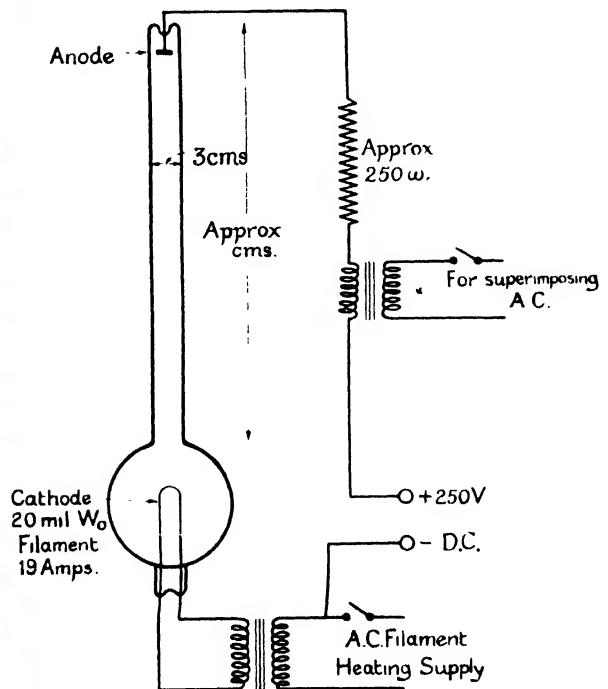 Anode
3cms
Approx
cms.
Approx
250 ω.
For superimposing
A.C.
+250V
- D.C.
Cathode
20 mil Wo
Filament
19 Amps.
A.C. Filament
Heating Supply